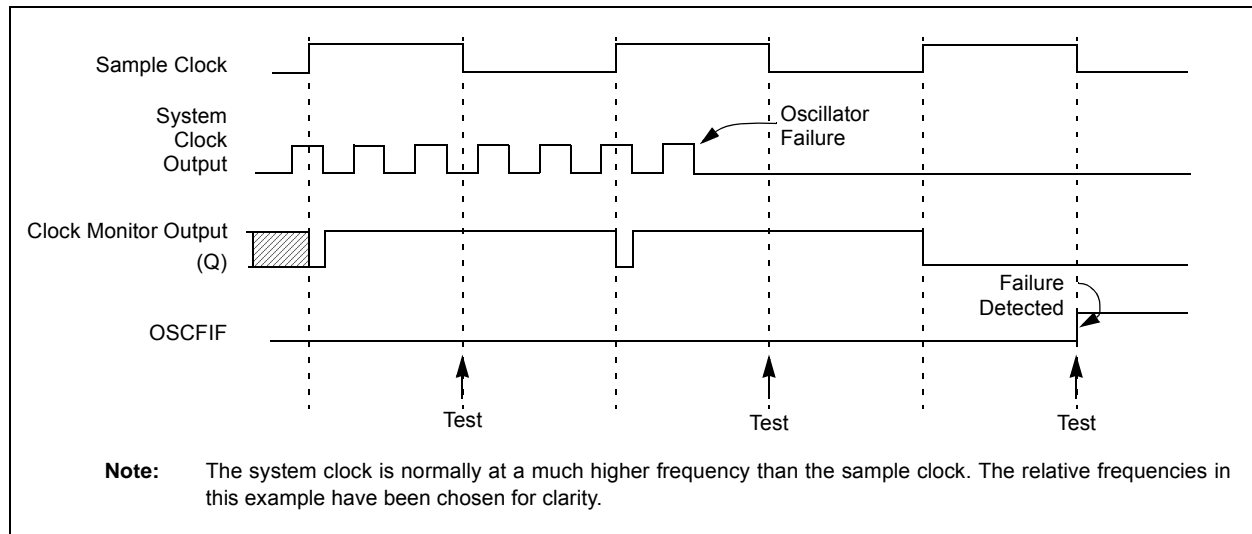 Sample Clock
System
Clock
Output
Oscillator
Failure
Clock Monitor Output
(Q)
Failure
Detected
OSCFIF
Test
Test
Test
Note: The system clock is normally at a much higher frequency than the sample clock. The relative frequencies in
this example have been chosen for clarity.